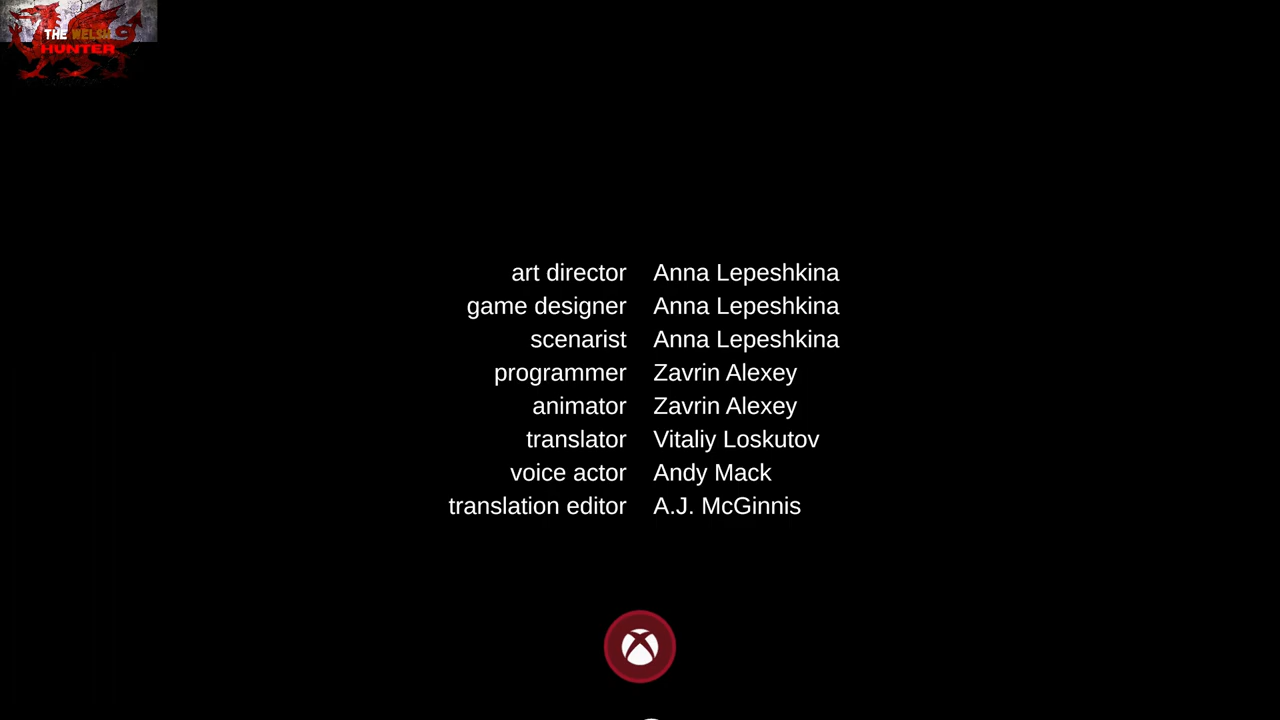 THE WELSH
HUNTER
art director Anna Lepeshkina
game designer Anna Lepeshkina
scenarist Anna Lepeshkina
programmer Zavrin Alexey
animator Zavrin Alexey
translator Vitaliy Loskutov
voice actor Andy Mack
translation editor A.J. McGinnis